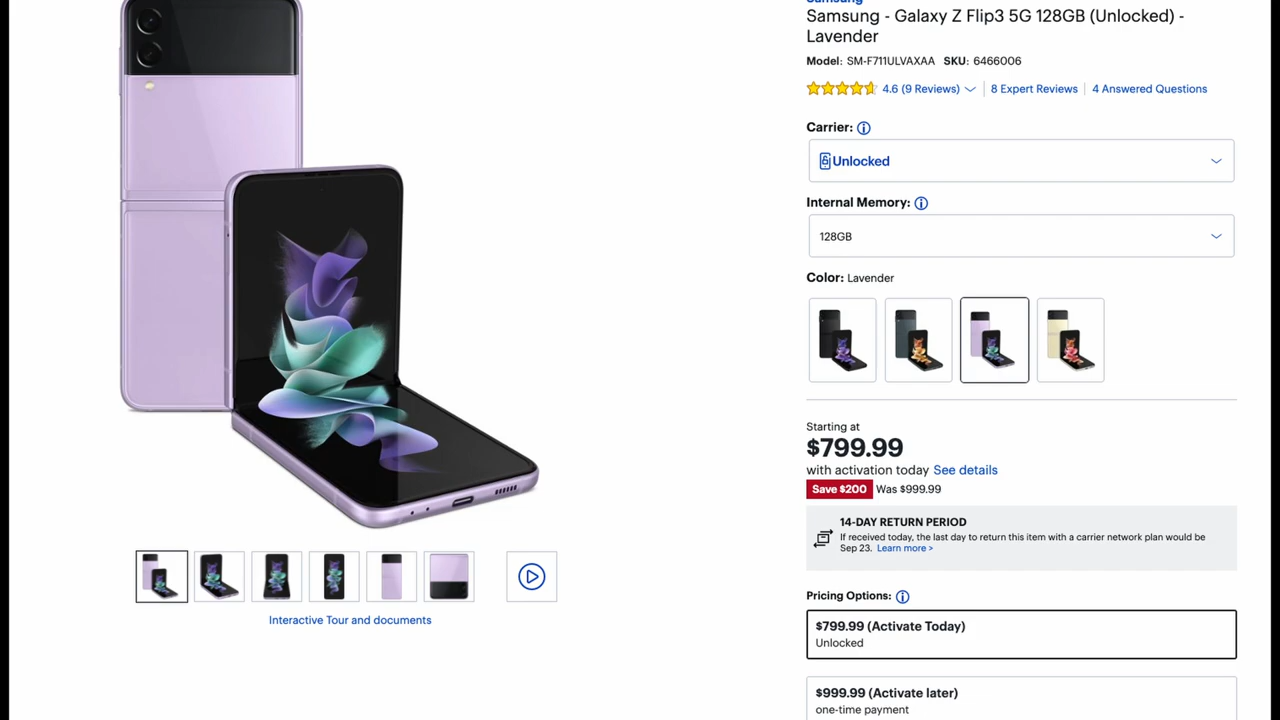 Samsung
Samsung - Galaxy Z Flip3 5G 128GB (Unlocked) -
Lavender
Model: SM-F711ULVAXAA SKU: 6466006
4.6 (9 Reviews) 8 Expert Reviews 4 Answered Questions
Carrier:
Unlocked
Internal Memory:
128GB
Color: Lavender
Starting at
$799.99
with activation today See details
Save $200 Was $999.99
14-DAY RETURN PERIOD
If received today, the last day to return this item with a carrier network plan would be
Sep 23. Learn more >
Pricing Options:
$799.99 (Activate Today)
Unlocked
$999.99 (Activate later)
one-time payment
Interactive Tour and documents